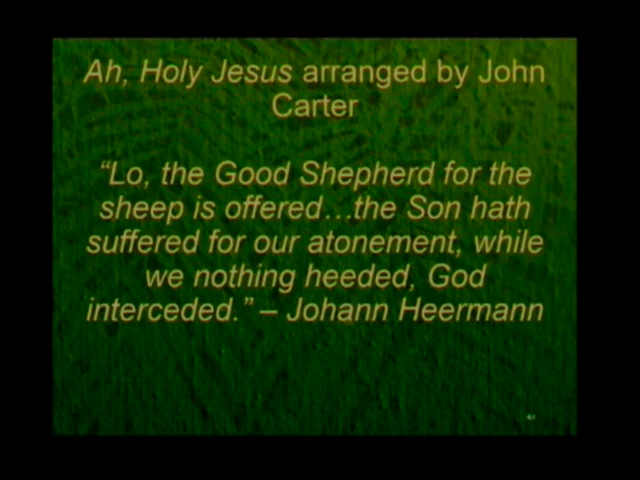 Ah, Holy Jesus arranged by John
Carter
“Lo, the Good Shepherd for the
sheep is offered…the Son hath
suffered for our atonement, while
we nothing heeded, God
interceded.” – Johann Heermann